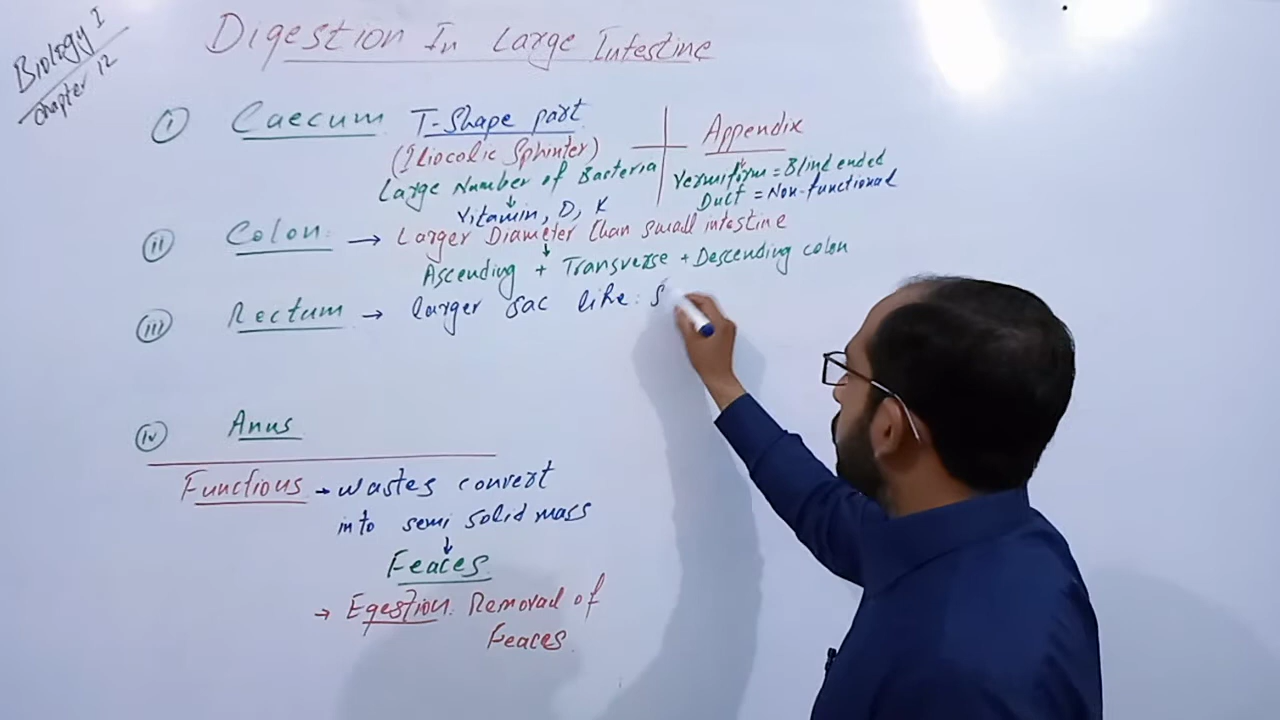 Biology I
Chapter 12
Digestion In Large Intestine
(i) Caecum T-Shape part
(Iliocolic Sphinter)
Large Number of Bacteria
↓
Vitamin, D, K
Appendix
Vermiform = Blind ended
Duct = Non-functional
(ii) Colon: → Larger Diameter than small intestine
↓
Ascending + Transverse + Descending colon
(iii) Rectum → larger sac like: S
(iv) Anus
Functions → wastes convert
into semi solid mass
↓
Feaces
→ Egestion: Removal of
Feaces.